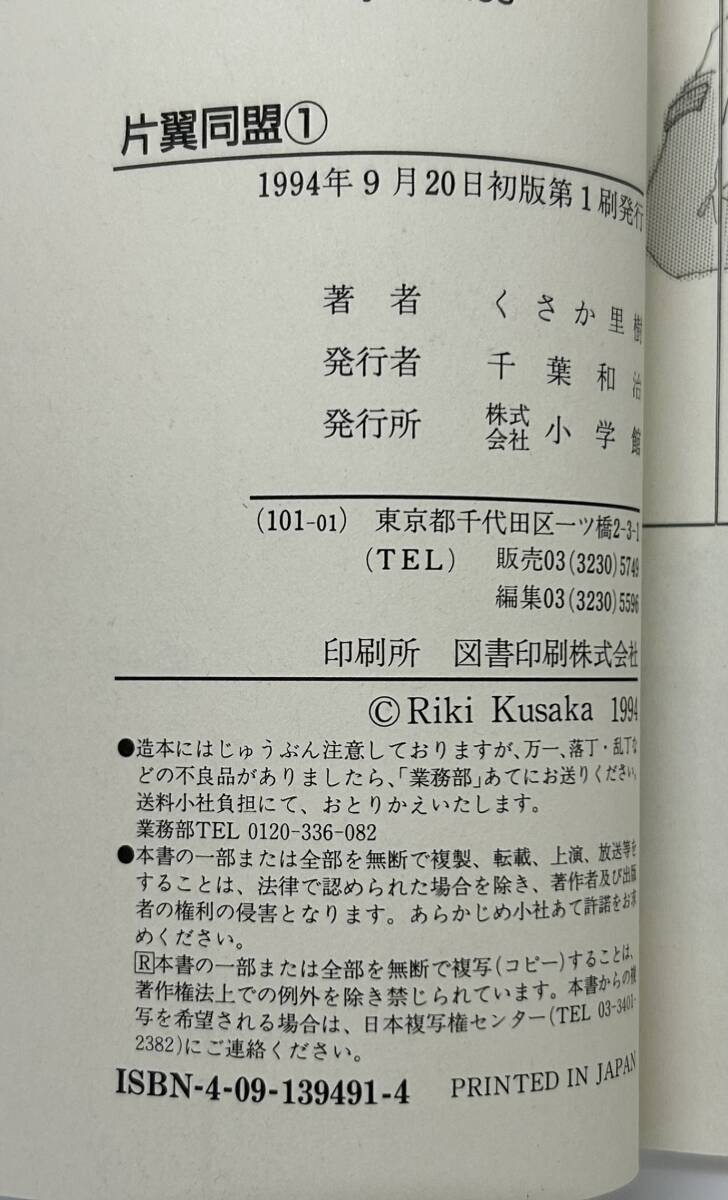 片翼同盟①
1994年9月20日初版第1刷発行
著者 くさか里樹
発行者 千葉和治
発行所 株式会社 小学館
(101-01) 東京都千代田区一ツ橋2-3-1
(TEL) 販売03(3230)5749
編集03(3230)5596
印刷所 図書印刷株式会社
©Riki Kusaka 1994
●造本にはじゅうぶん注意しておりますが、万一、落丁・乱丁な
どの不良品がありましたら、「業務部」あてにお送りください。
送料小社負担にて、おとりかえいたします。
業務部TEL 0120-336-082
●本書の一部または全部を無断で複製、転載、上演、放送等を
することは、法律で認められた場合を除き、著作者及び出版
者の権利の侵害となります。あらかじめ小社あて許諾をお求
めください。
Ⓡ本書の一部または全部を無断で複写(コピー)することは、
著作権法上での例外を除き禁じられています。本書からの複
写を希望される場合は、日本複写権センター(TEL 03-3401-
2382)にご連絡ください。
ISBN-4-09-139491-4 PRINTED IN JAPAN